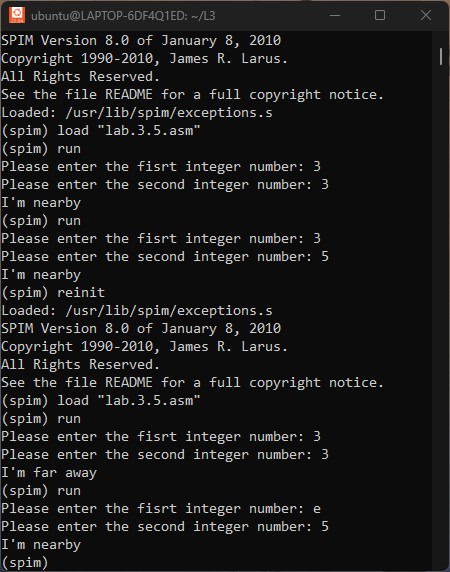 ubuntu@LAPTOP-6DF4Q1ED: ~/L3
SPIM Version 8.0 of January 8, 2010
Copyright 1990-2010, James R. Larus.
All Rights Reserved.
See the file README for a full copyright notice.
Loaded: /usr/lib/spim/exceptions.s
(spim) load "lab.3.5.asm"
(spim) run
Please enter the fisrt integer number: 3
Please enter the second integer number: 3
I'm nearby
(spim) run
Please enter the fisrt integer number: 3
Please enter the second integer number: 5
I'm nearby
(spim) reinit
Loaded: /usr/lib/spim/exceptions.s
SPIM Version 8.0 of January 8, 2010
Copyright 1990-2010, James R. Larus.
All Rights Reserved.
See the file README for a full copyright notice.
(spim) load "lab.3.5.asm"
(spim) run
Please enter the fisrt integer number: 3
Please enter the second integer number: 3
I'm far away
(spim) run
Please enter the fisrt integer number: e
Please enter the second integer number: 5
I'm nearby
(spim)